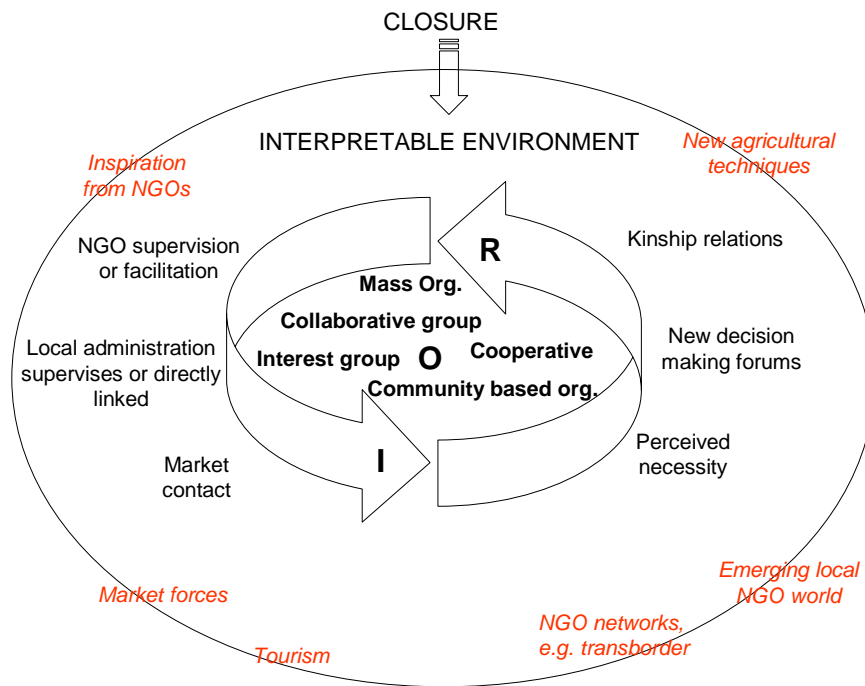 CLOSURE
INTERPRETABLE ENVIRONMENT
Inspiration
from NGOs
New agricultural
techniques
NGO supervision
or facilitation
R
Kinship relations
Mass Org.
Collaborative group
Local administration
supervises or directly
linked
Interest group
O
Cooperative
Community based org.
New decision
making forums
Market
contact
I
Perceived
necessity
Market forces
Emerging local
NGO world
Tourism
NGO networks,
e.g. transborder